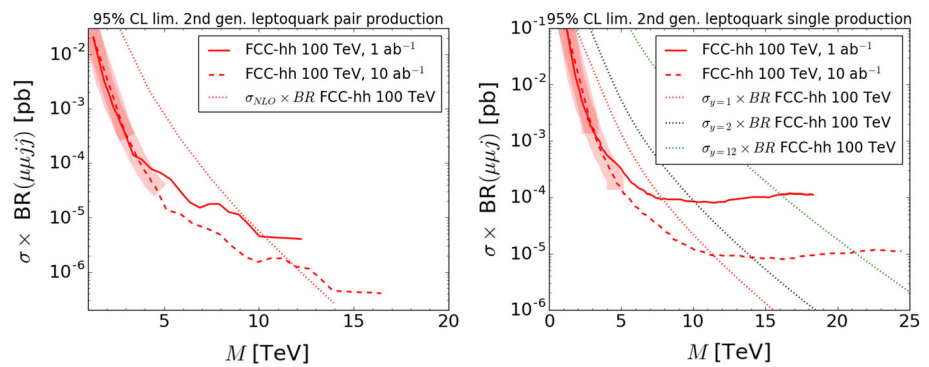 95% CL lim. 2nd gen. leptoquark pair production
FCC-hh 100 TeV, 1 ab⁻¹
FCC-hh 100 TeV, 10 ab⁻¹
σ_NLO × BR FCC-hh 100 TeV
σ × BR(μμjj) [pb]
10⁻²
10⁻³
10⁻⁴
10⁻⁵
10⁻⁶
5 10 15 20
M [TeV]
95% CL lim. 2nd gen. leptoquark single production
FCC-hh 100 TeV, 1 ab⁻¹
FCC-hh 100 TeV, 10 ab⁻¹
σ_y=1 × BR FCC-hh 100 TeV
σ_y=2 × BR FCC-hh 100 TeV
σ_y=12 × BR FCC-hh 100 TeV
σ × BR(μμj) [pb]
10⁻¹
10⁻²
10⁻³
10⁻⁴
10⁻⁵
10⁻⁶
0 5 10 15 20 25
M [TeV]